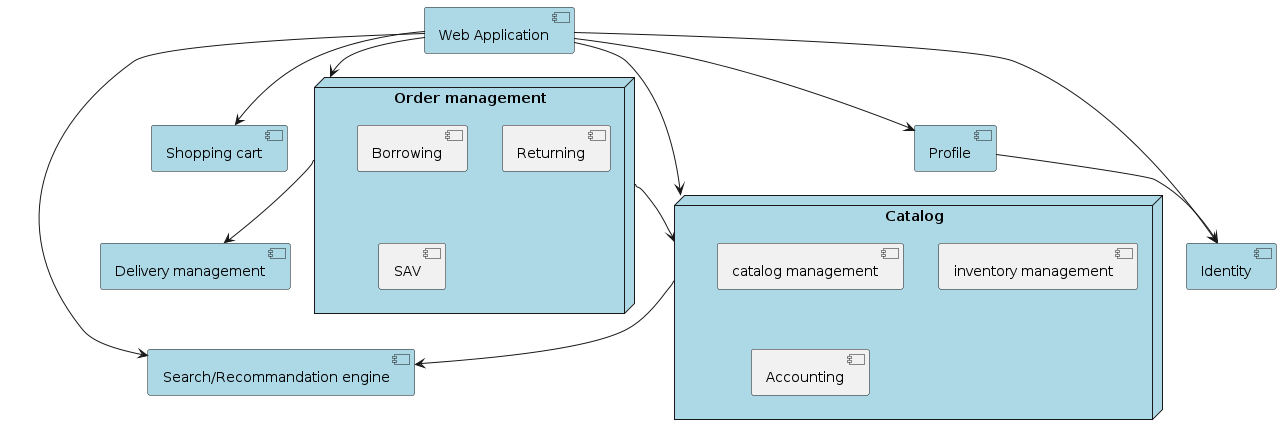 Web Application
Order management
Borrowing
Returning
Shopping cart
Profile
Catalog
SAV
Delivery management
catalog management
inventory management
Identity
Search/Recommandation engine
Accounting